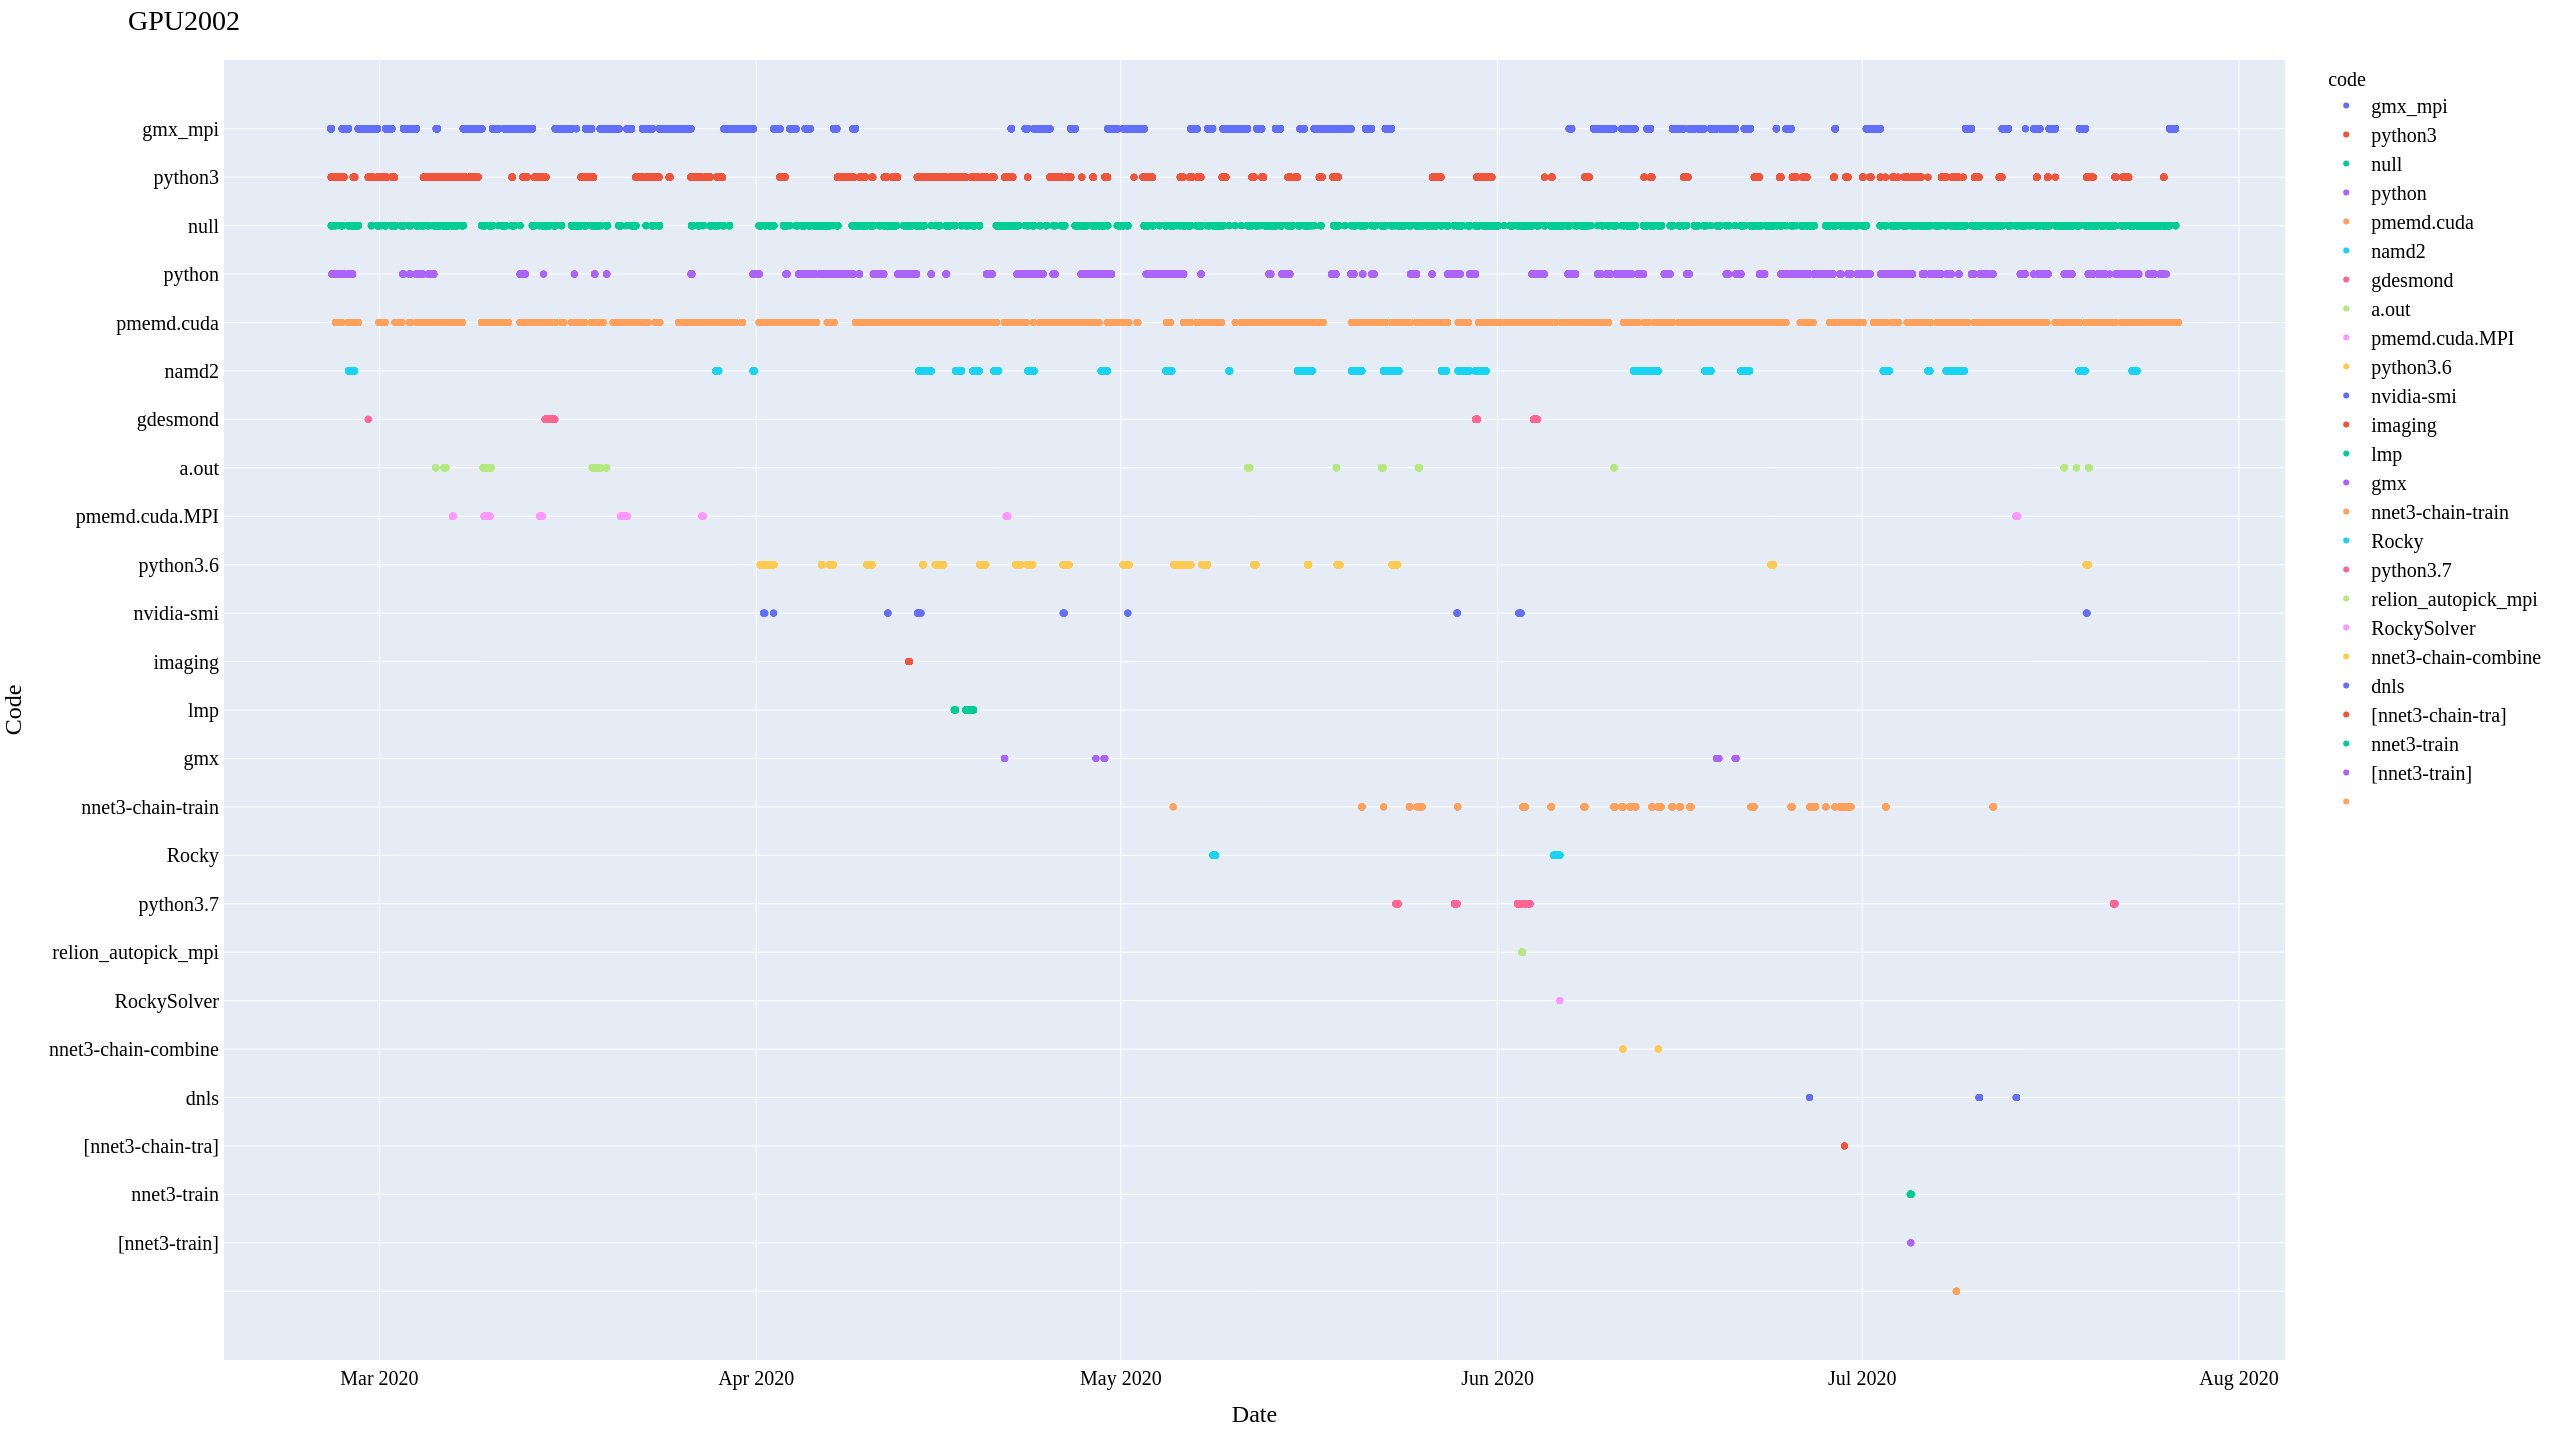 GPU2002
gmx_mpi
python3
null
python
pmemd.cuda
namd2
gdesmond
a.out
pmemd.cuda.MPI
python3.6
nvidia-smi
imaging
lmp
gmx
nnet3-chain-train
Rocky
python3.7
relion_autopick_mpi
RockySolver
nnet3-chain-combine
dnls
[nnet3-chain-tra]
nnet3-train
[nnet3-train]
Code
Mar 2020
Apr 2020
May 2020
Jun 2020
Jul 2020
Aug 2020
Date
code
gmx_mpi
python3
null
python
pmemd.cuda
namd2
gdesmond
a.out
pmemd.cuda.MPI
python3.6
nvidia-smi
imaging
lmp
gmx
nnet3-chain-train
Rocky
python3.7
relion_autopick_mpi
RockySolver
nnet3-chain-combine
dnls
[nnet3-chain-tra]
nnet3-train
[nnet3-train]